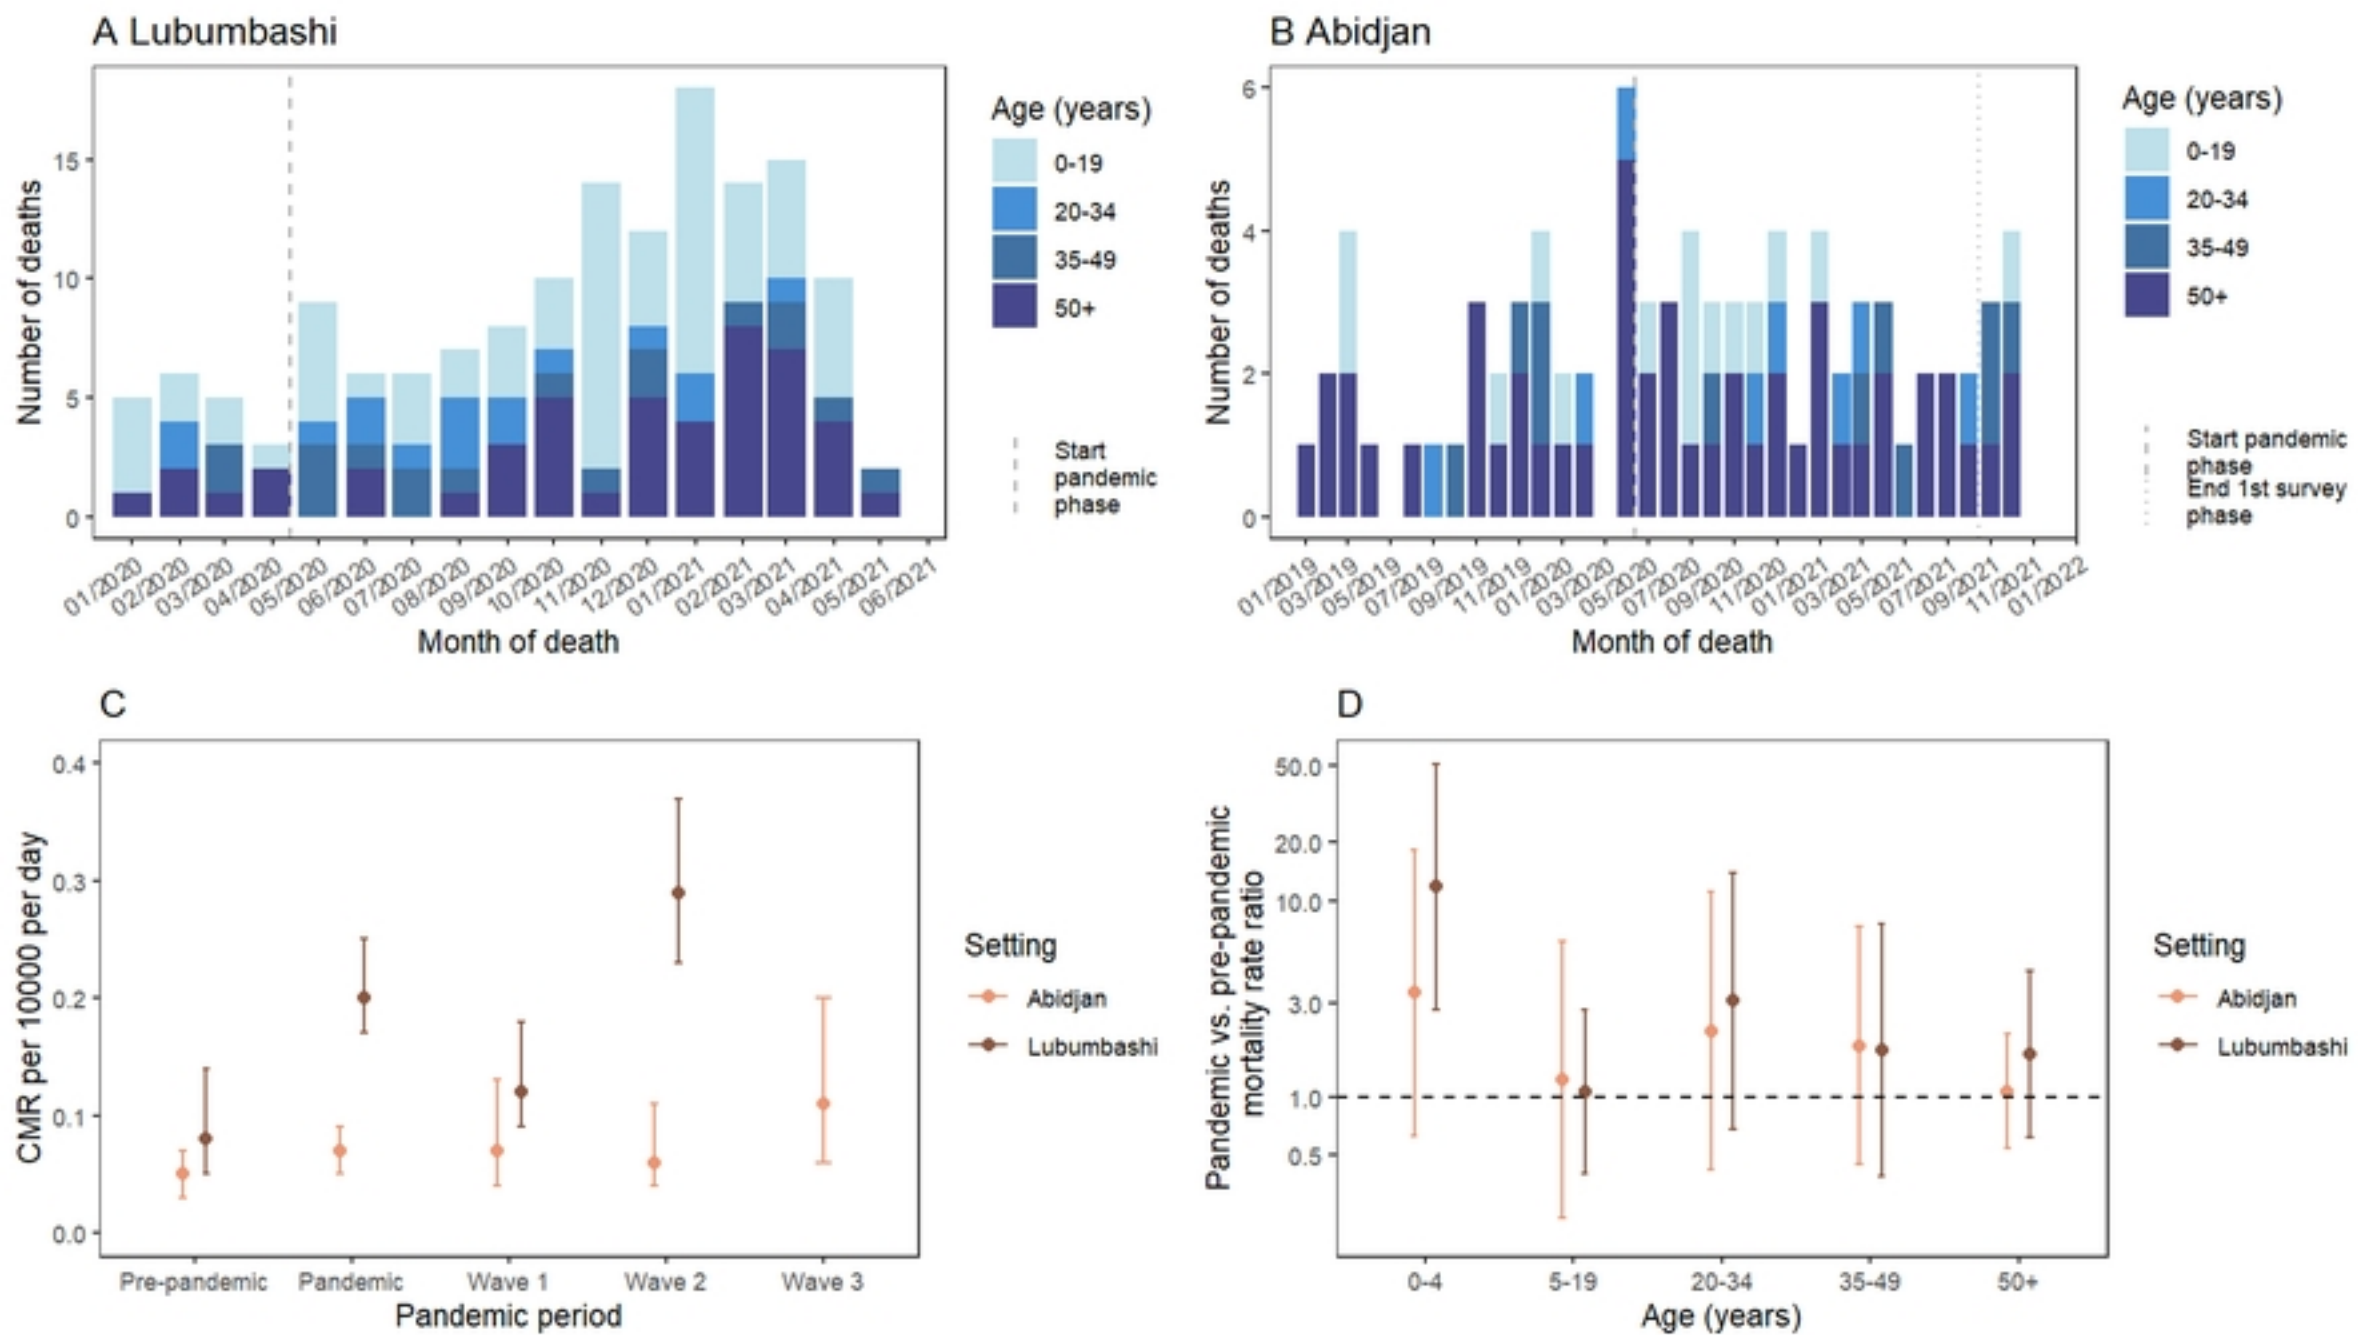 A Lubumbashi
Number of deaths
15
10
5
0
01/2020
02/2020
03/2020
04/2020
05/2020
06/2020
07/2020
08/2020
09/2020
10/2020
11/2020
12/2020
01/2021
02/2021
03/2021
04/2021
05/2021
06/2021
Month of death
Age (years)
0-19
20-34
35-49
50+
Start
pandemic
phase
B Abidjan
Number of deaths
6
4
2
0
01/2019
03/2019
05/2019
07/2019
09/2019
11/2019
01/2020
03/2020
05/2020
07/2020
09/2020
11/2020
01/2021
03/2021
05/2021
07/2021
09/2021
11/2021
01/2022
Month of death
Age (years)
0-19
20-34
35-49
50+
Start pandemic
phase
End 1st survey
phase
C
CMR per 10000 per day
0.4
0.3
0.2
0.1
0.0
Pre-pandemic
Pandemic
Wave 1
Wave 2
Wave 3
Pandemic period
Setting
Abidjan
Lubumbashi
D
Pandemic vs. pre-pandemic
mortality rate ratio
50.0
20.0
10.0
3.0
1.0
0.5
0-4
5-19
20-34
35-49
50+
Age (years)
Setting
Abidjan
Lubumbashi